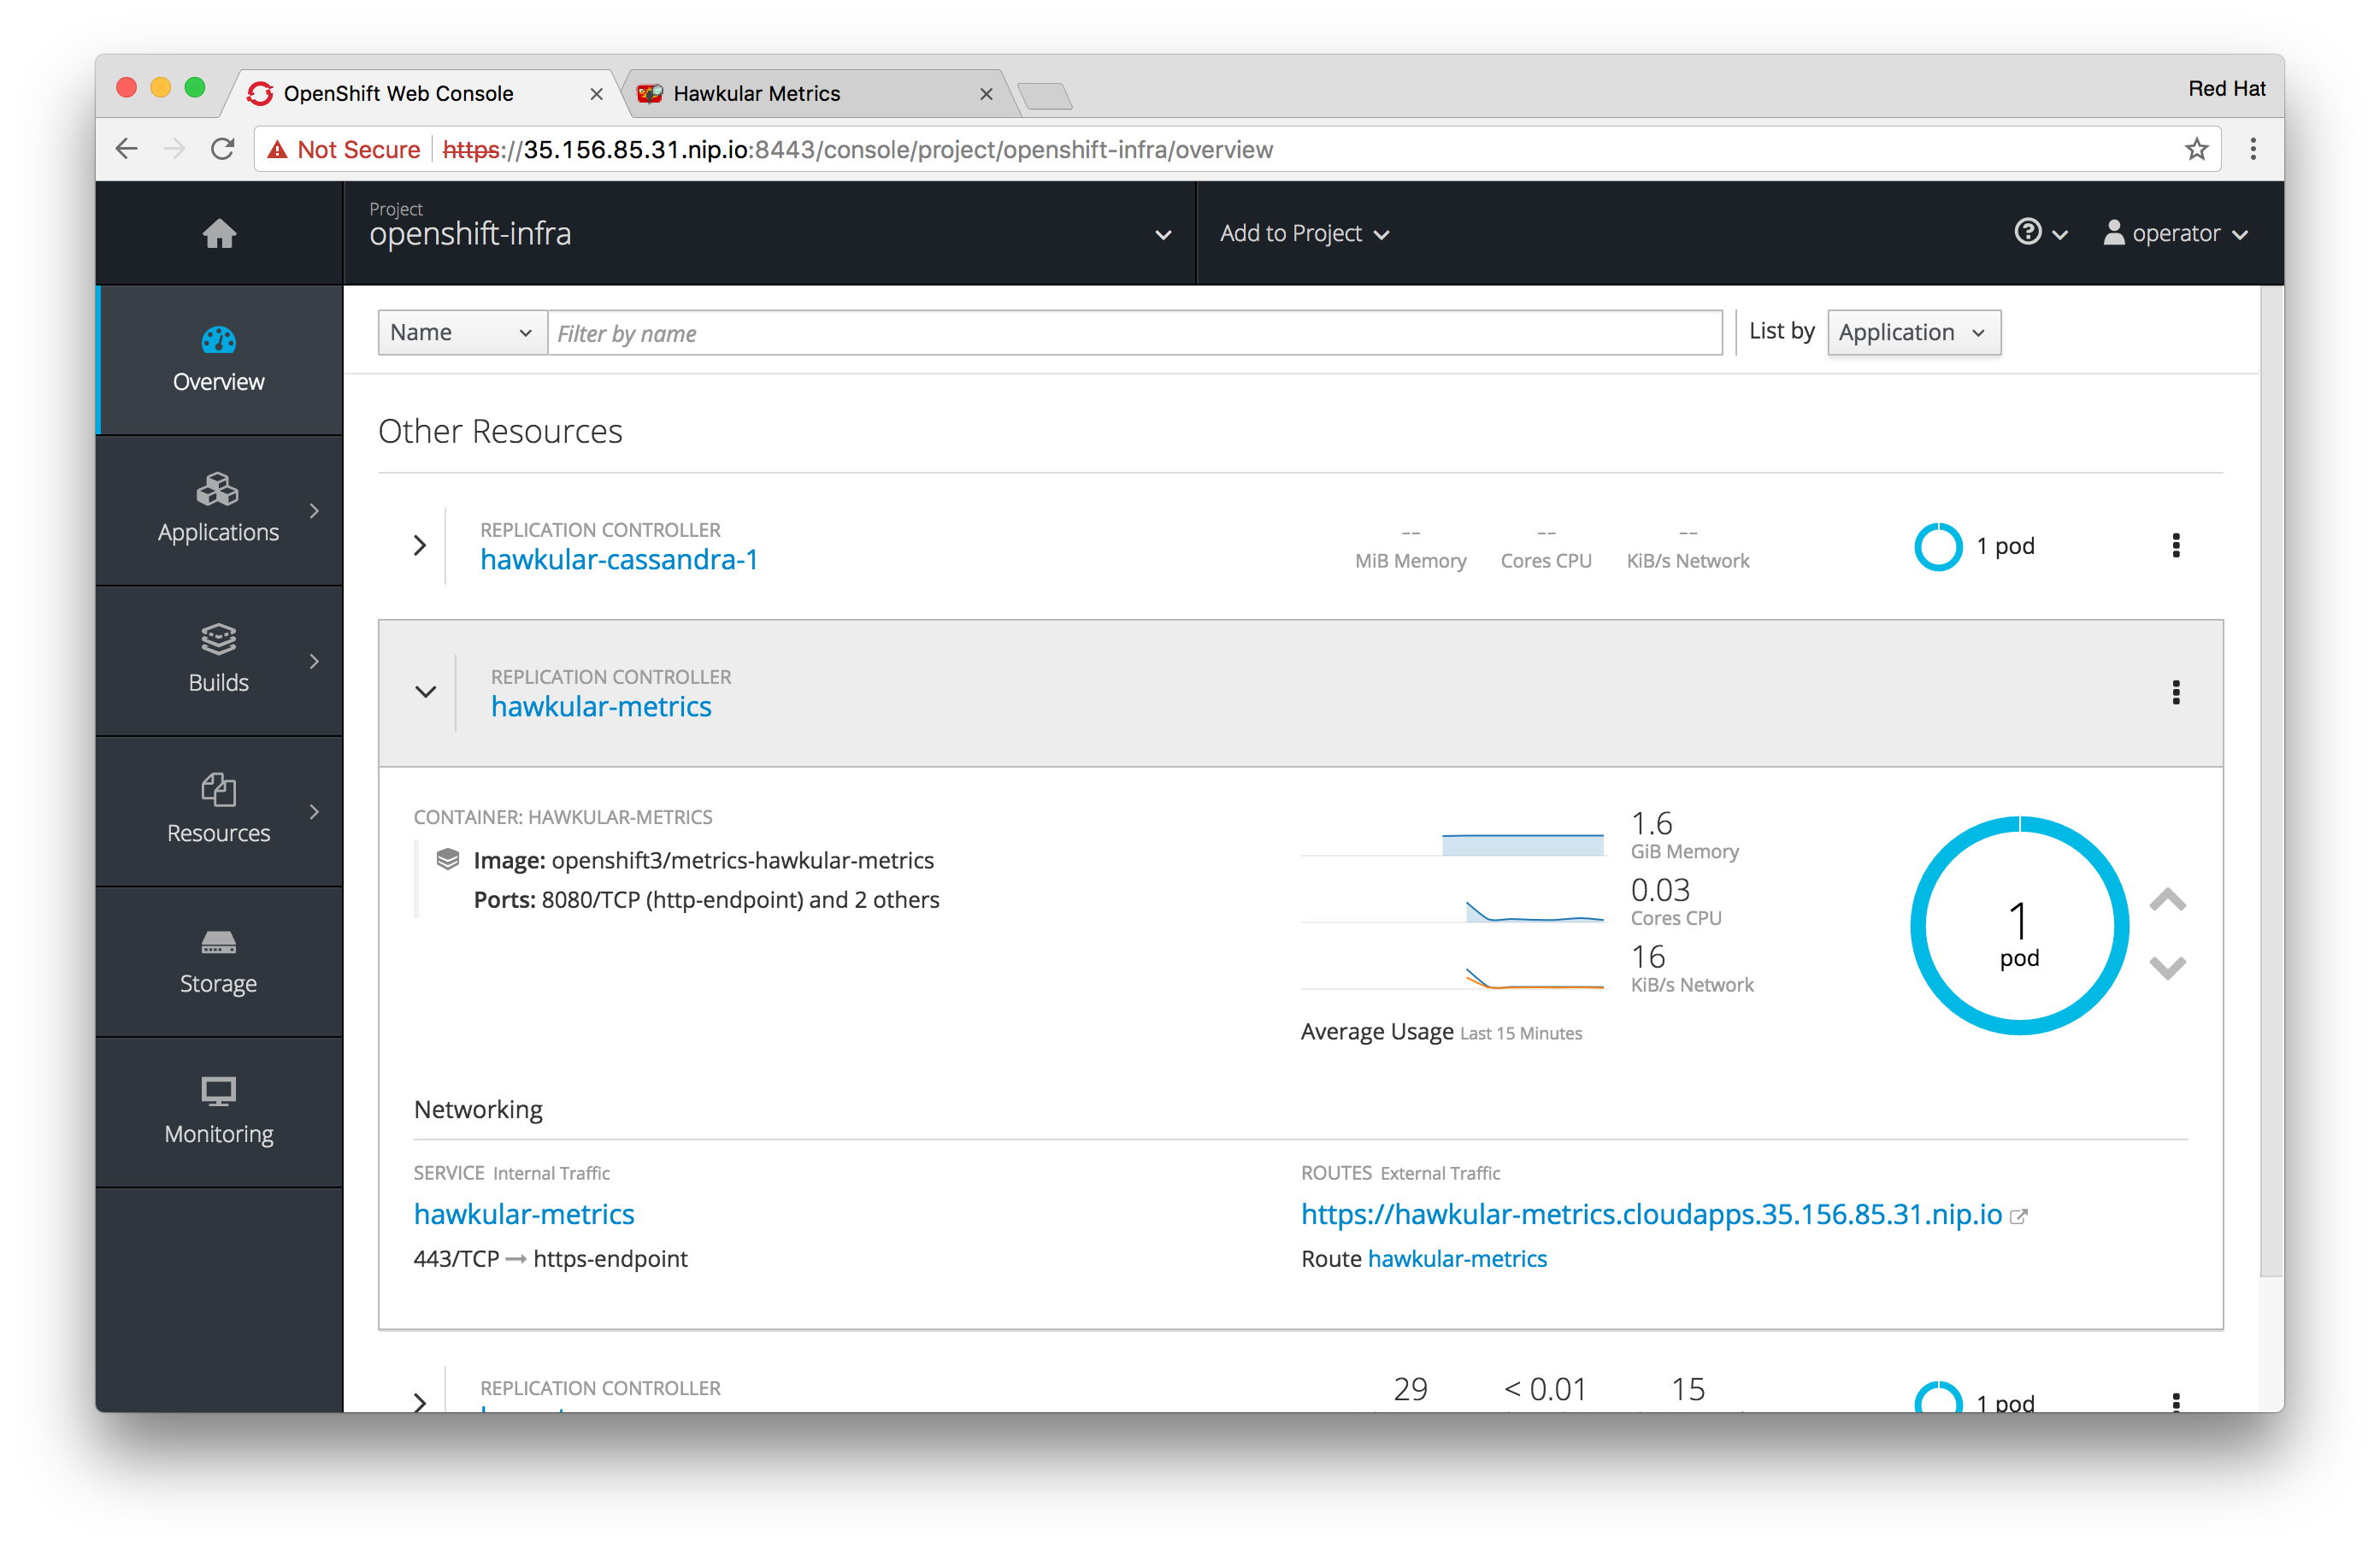 OpenShift Web Console
Hawkular Metrics
Red Hat
Not Secure https://35.156.85.31.nip.io:8443/console/project/openshift-infra/overview
Project
openshift-infra
Add to Project
operator
Overview
Applications
Builds
Resources
Storage
Monitoring
Name
Filter by name
List by
Application
Other Resources
REPLICATION CONTROLLER
hawkular-cassandra-1
-- -- --
MiB Memory Cores CPU KiB/s Network
1 pod
REPLICATION CONTROLLER
hawkular-metrics
CONTAINER: HAWKULAR-METRICS
Image: openshift3/metrics-hawkular-metrics
Ports: 8080/TCP (http-endpoint) and 2 others
1.6
GiB Memory
0.03
Cores CPU
16
KiB/s Network
Average Usage Last 15 Minutes
1
pod
Networking
SERVICE Internal Traffic
hawkular-metrics
443/TCP → https-endpoint
ROUTES External Traffic
https://hawkular-metrics.cloudapps.35.156.85.31.nip.io
Route hawkular-metrics
REPLICATION CONTROLLER
29 < 0.01 15
1 pod